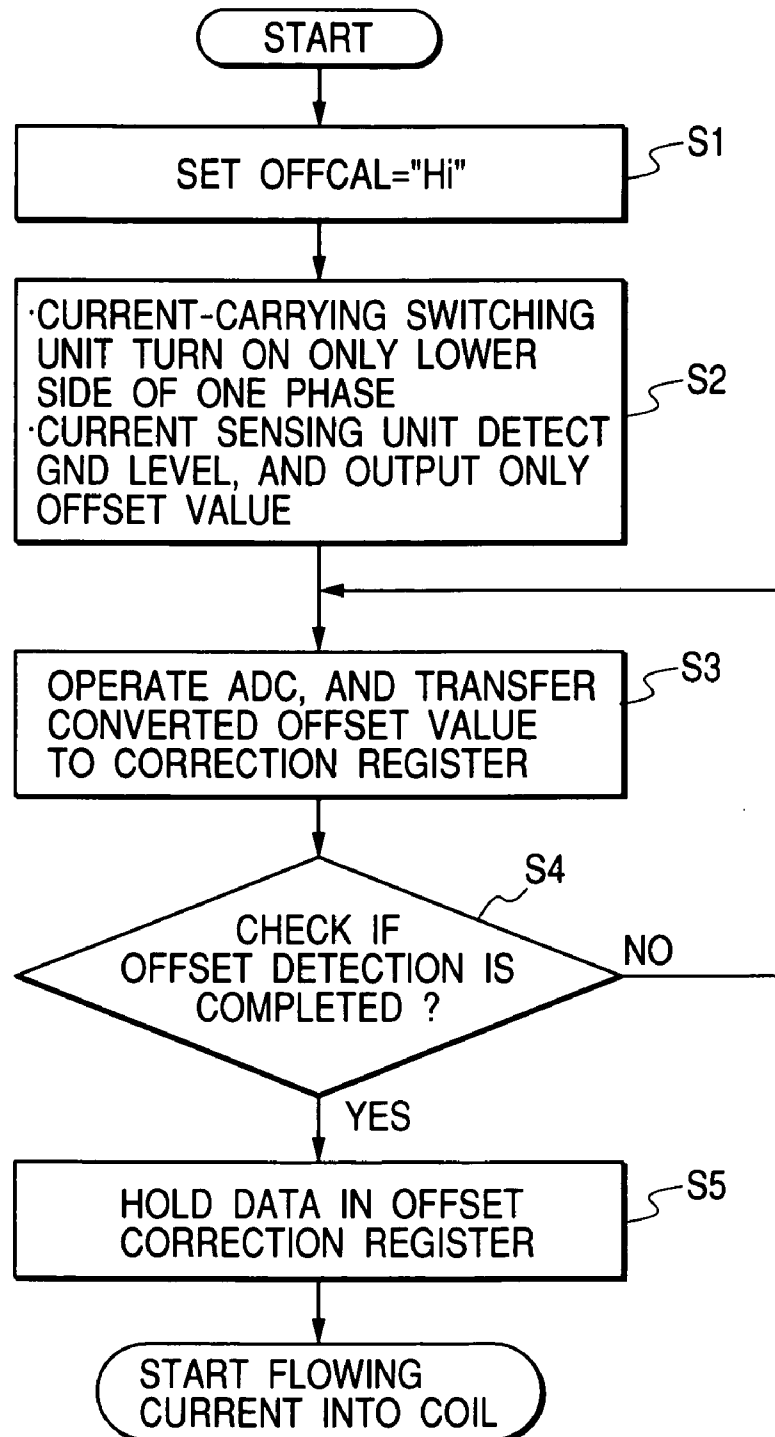 START
SET OFFCAL="Hi"
S1
·CURRENT-CARRYING SWITCHING
UNIT TURN ON ONLY LOWER
SIDE OF ONE PHASE
·CURRENT SENSING UNIT DETECT
GND LEVEL, AND OUTPUT ONLY
OFFSET VALUE
S2
OPERATE ADC, AND TRANSFER
CONVERTED OFFSET VALUE
TO CORRECTION REGISTER
S3
CHECK IF
OFFSET DETECTION IS
COMPLETED ?
S4
NO
YES
HOLD DATA IN OFFSET
CORRECTION REGISTER
S5
START FLOWING
CURRENT INTO COIL